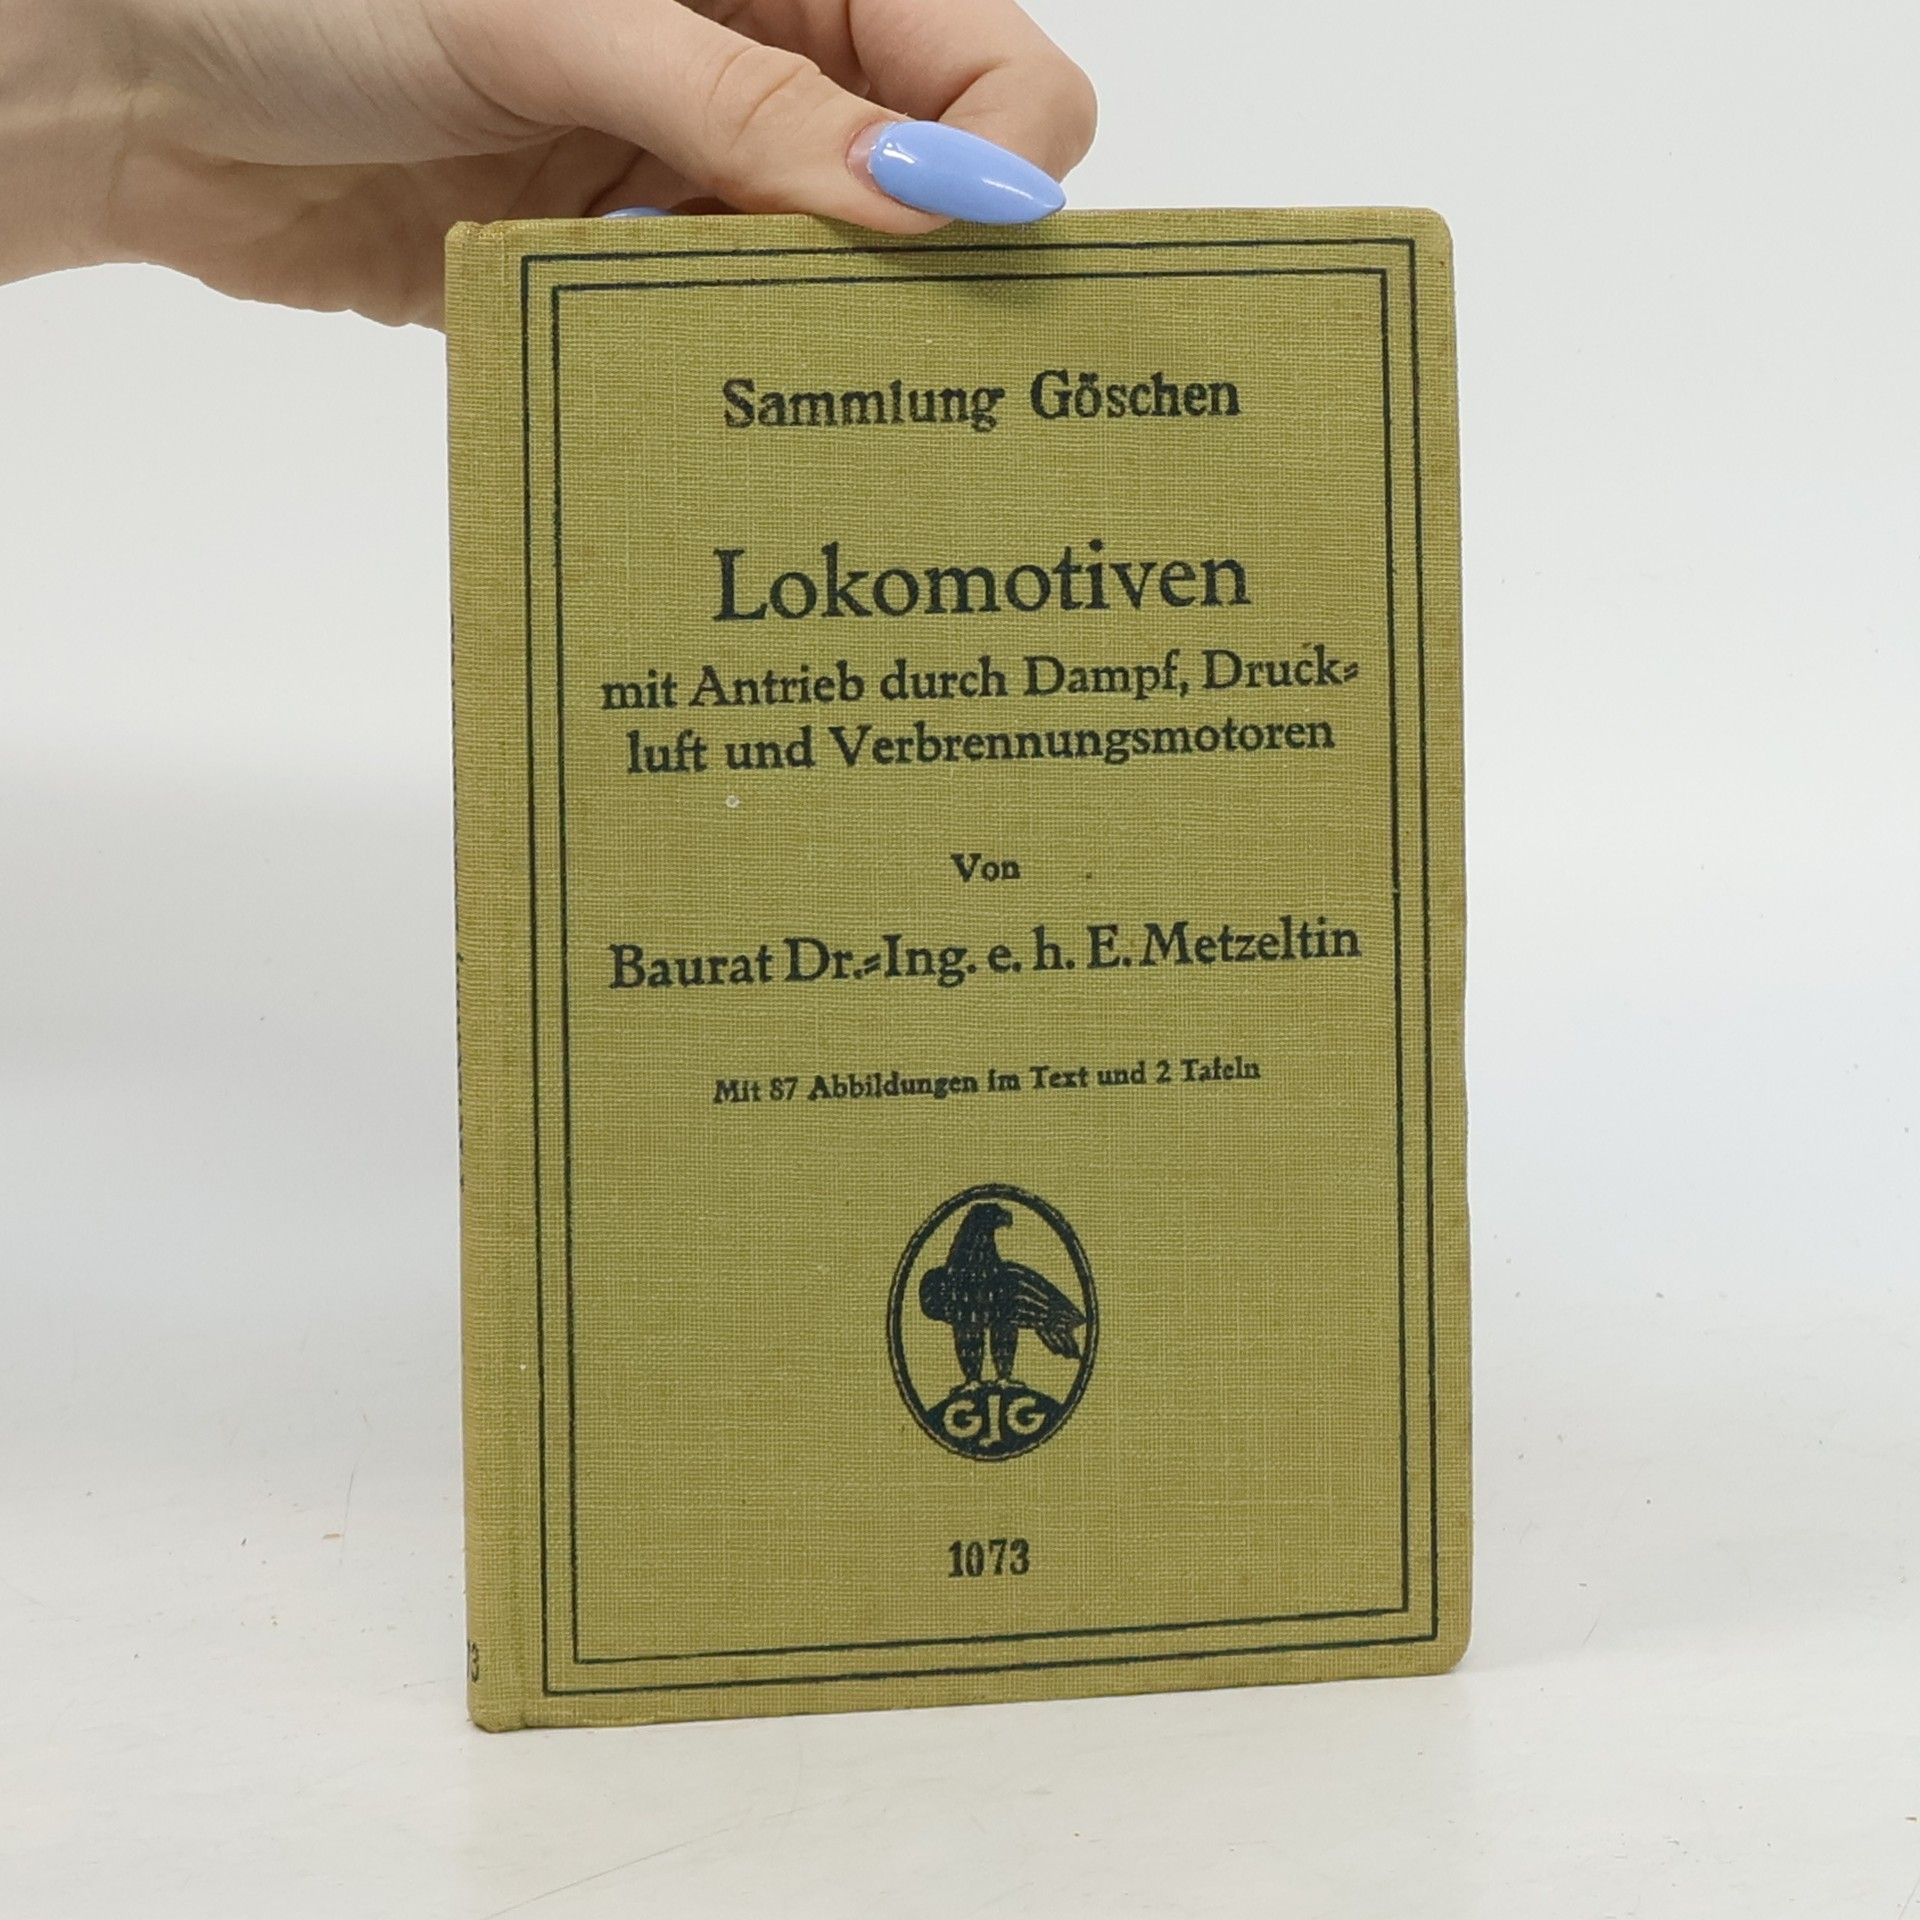 Sammlung Göschen
Lokomotiven
mit Antrieb durch Dampf, Druck-
luft und Verbrennungsmotoren
Von
Baurat Dr.-Ing. e. h. E. Metzeltin
Mit 87 Abbildungen im Text und 2 Tafeln
GJG
1073